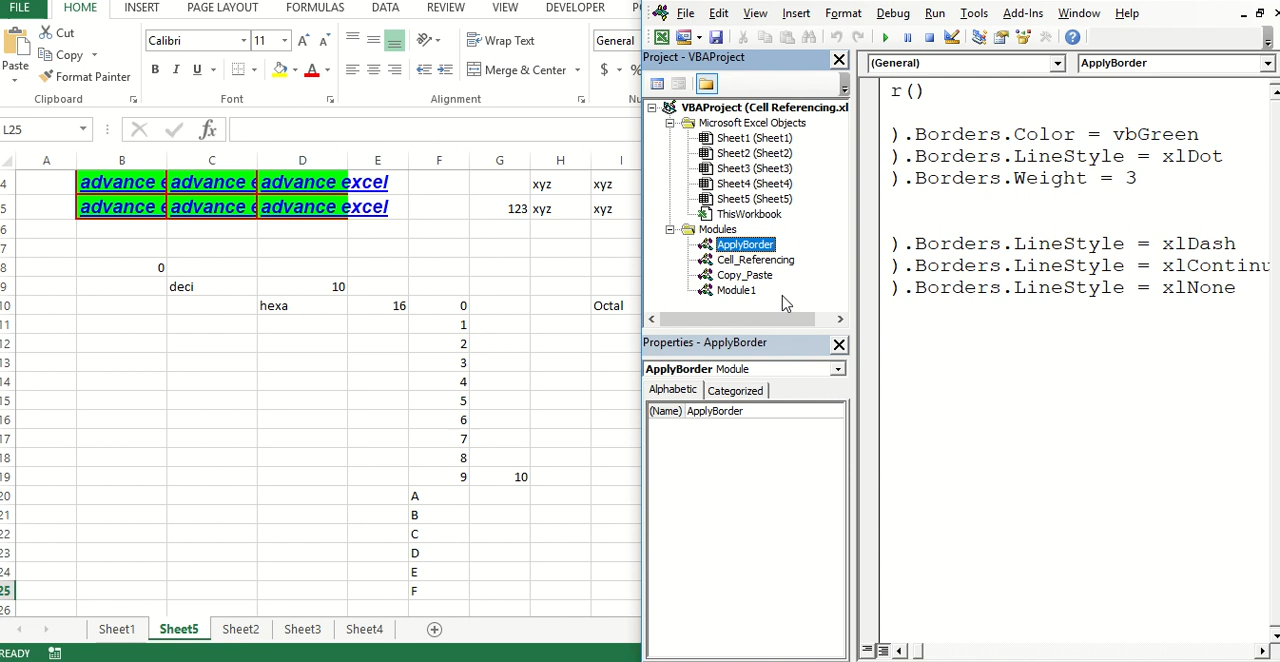 FILE HOME INSERT PAGE LAYOUT FORMULAS DATA REVIEW VIEW DEVELOPER
Cut
Copy
Format Painter
Paste
Clipboard
Calibri 11
B I U
Font
Wrap Text
Merge & Center
Alignment
General
$ %
L25
fx
A B C D E F G H I
4 advance e advance e advance excel xyz xyz
5 advance e advance e advance excel 123 xyz xyz
6
7
8 0
9 deci 10
10 hexa 16 0 Octal
11 1
12 2
13 3
14 4
15 5
16 6
17 7
18 8
19 9 10
20 A
21 B
22 C
23 D
24 E
25 F
26
Sheet1 Sheet5 Sheet2 Sheet3 Sheet4
READY
File Edit View Insert Format Debug Run Tools Add-Ins Window Help
Project - VBAProject
VBAProject (Cell Referencing.xl
Microsoft Excel Objects
Sheet1 (Sheet1)
Sheet2 (Sheet2)
Sheet3 (Sheet3)
Sheet4 (Sheet4)
Sheet5 (Sheet5)
ThisWorkbook
Modules
ApplyBorder
Cell_Referencing
Copy_Paste
Module1
Properties - ApplyBorder
ApplyBorder Module
Alphabetic Categorized
(Name) ApplyBorder
(General) ApplyBorder
r()
).Borders.Color = vbGreen
).Borders.LineStyle = xlDot
).Borders.Weight = 3
).Borders.LineStyle = xlDash
).Borders.LineStyle = xlContinu
).Borders.LineStyle = xlNone